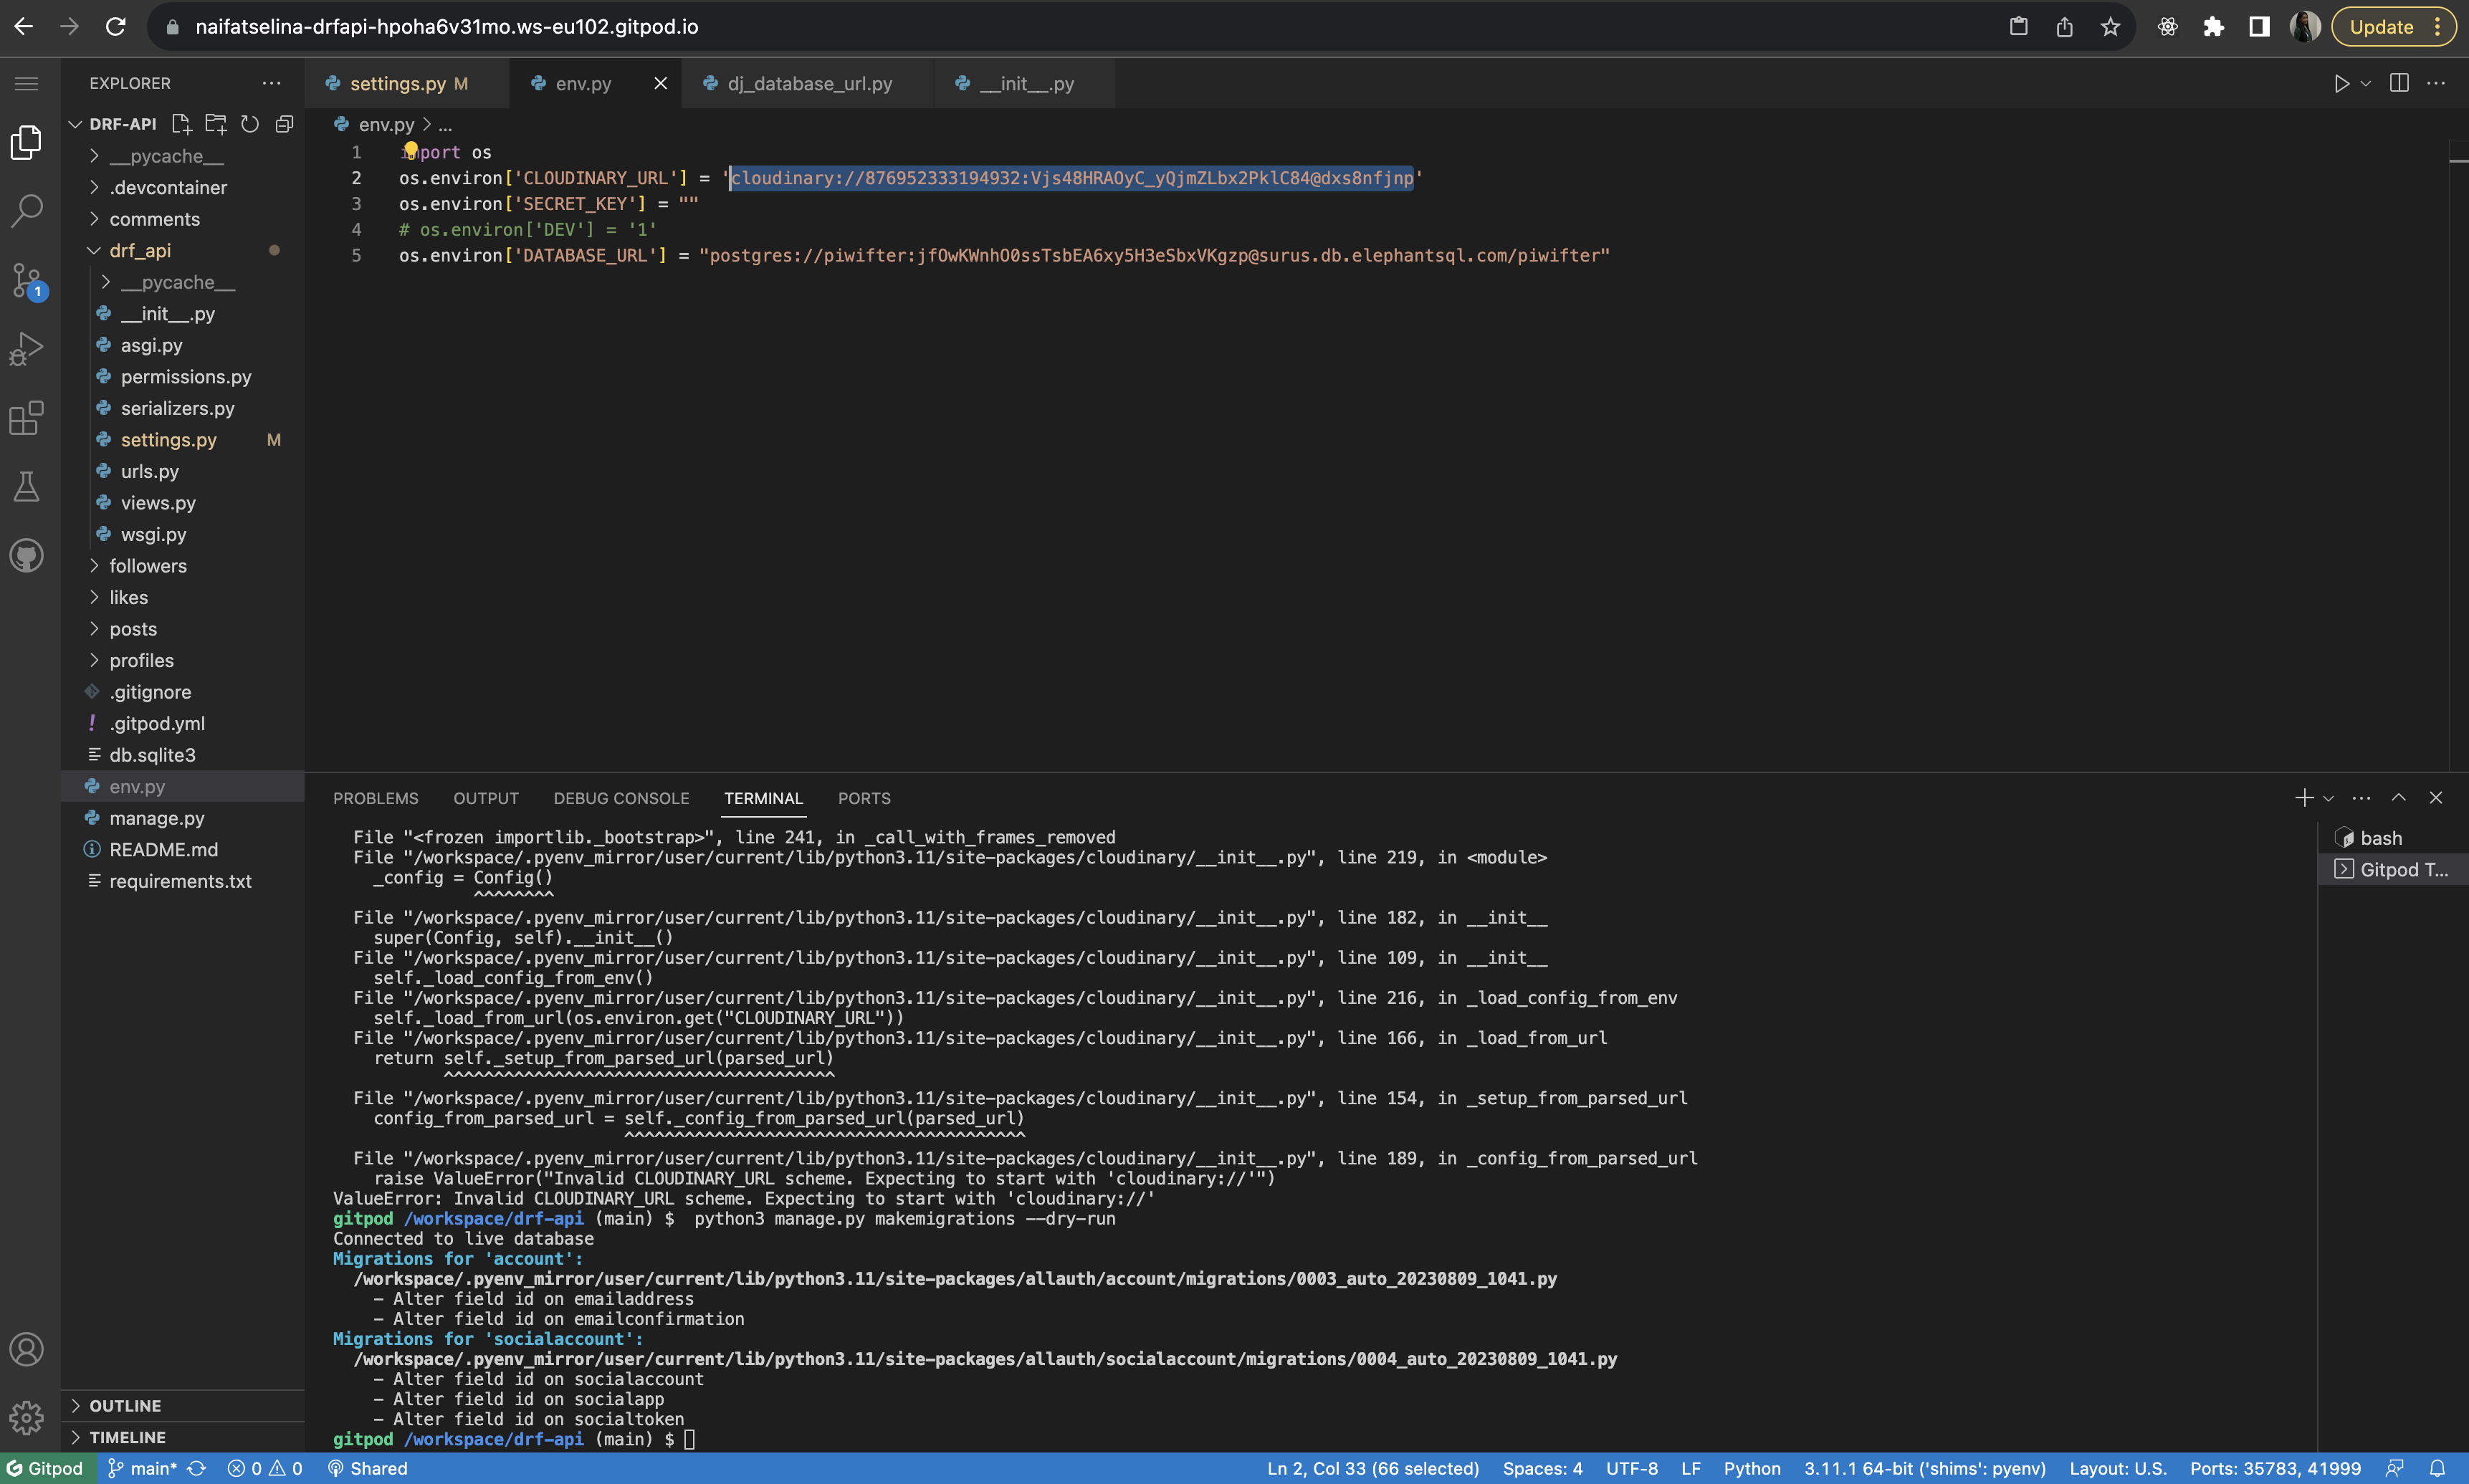 naifatselina-drfapi-hpoha6v31mo.ws-eu102.gitpod.io
Update
EXPLORER
settings.py M
env.py
dj_database_url.py
__init__.py
DRF-API
__pycache__
.devcontainer
comments
drf_api
__pycache__
__init__.py
asgi.py
permissions.py
serializers.py
settings.py M
urls.py
views.py
wsgi.py
followers
likes
posts
profiles
.gitignore
.gitpod.yml
db.sqlite3
env.py
manage.py
README.md
requirements.txt
OUTLINE
TIMELINE
1
env.py > ...
1 import os
2 os.environ['CLOUDINARY_URL'] = 'cloudinary://876952333194932:Vjs48HRAOyC_yQjmZLbx2PklC84@dxs8nfjnp'
3 os.environ['SECRET_KEY'] = ""
4 # os.environ['DEV'] = '1'
5 os.environ['DATABASE_URL'] = "postgres://piwifter:jfOwKWnhO0ssTsbEA6xy5H3eSbxVKgzp@surus.db.elephantsql.com/piwifter"
PROBLEMS OUTPUT DEBUG CONSOLE TERMINAL PORTS
bash
Gitpod T...
File "<frozen importlib._bootstrap>", line 241, in _call_with_frames_removed
File "/workspace/.pyenv_mirror/user/current/lib/python3.11/site-packages/cloudinary/__init__.py", line 219, in <module>
_config = Config()
^^^^^^^^
File "/workspace/.pyenv_mirror/user/current/lib/python3.11/site-packages/cloudinary/__init__.py", line 182, in __init__
super(Config, self).__init__()
File "/workspace/.pyenv_mirror/user/current/lib/python3.11/site-packages/cloudinary/__init__.py", line 109, in __init__
self._load_config_from_env()
File "/workspace/.pyenv_mirror/user/current/lib/python3.11/site-packages/cloudinary/__init__.py", line 216, in _load_config_from_env
self._load_from_url(os.environ.get("CLOUDINARY_URL"))
File "/workspace/.pyenv_mirror/user/current/lib/python3.11/site-packages/cloudinary/__init__.py", line 166, in _load_from_url
return self._setup_from_parsed_url(parsed_url)
^^^^^^^^^^^^^^^^^^^^^^^^^^^^^^^^^^^^^^^
File "/workspace/.pyenv_mirror/user/current/lib/python3.11/site-packages/cloudinary/__init__.py", line 154, in _setup_from_parsed_url
config_from_parsed_url = self._config_from_parsed_url(parsed_url)
^^^^^^^^^^^^^^^^^^^^^^^^^^^^^^^^^^^^^^^^
File "/workspace/.pyenv_mirror/user/current/lib/python3.11/site-packages/cloudinary/__init__.py", line 189, in _config_from_parsed_url
raise ValueError("Invalid CLOUDINARY_URL scheme. Expecting to start with 'cloudinary://'")
ValueError: Invalid CLOUDINARY_URL scheme. Expecting to start with 'cloudinary://'
gitpod /workspace/drf-api (main) $ python3 manage.py makemigrations --dry-run
Connected to live database
Migrations for 'account':
/workspace/.pyenv_mirror/user/current/lib/python3.11/site-packages/allauth/account/migrations/0003_auto_20230809_1041.py
- Alter field id on emailaddress
- Alter field id on emailconfirmation
Migrations for 'socialaccount':
/workspace/.pyenv_mirror/user/current/lib/python3.11/site-packages/allauth/socialaccount/migrations/0004_auto_20230809_1041.py
- Alter field id on socialaccount
- Alter field id on socialapp
- Alter field id on socialtoken
gitpod /workspace/drf-api (main) $
Gitpod main* 0 0 Shared Ln 2, Col 33 (66 selected) Spaces: 4 UTF-8 LF Python 3.11.1 64-bit ('shims': pyenv) Layout: U.S. Ports: 35783, 41999